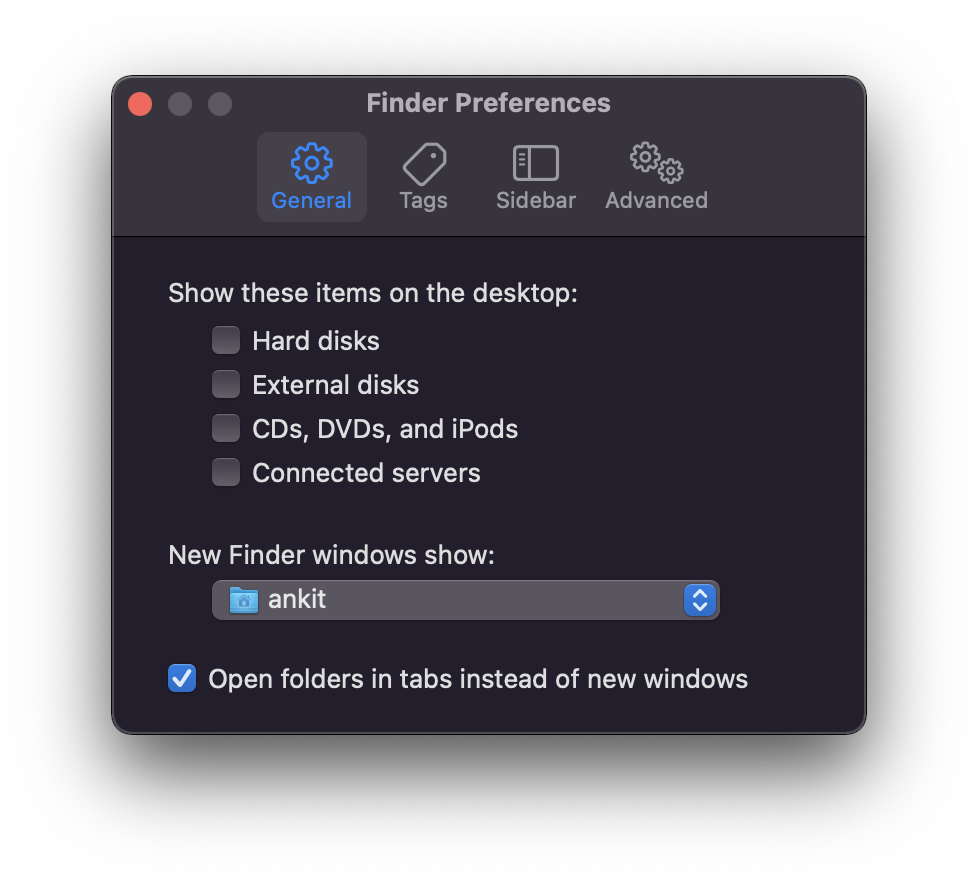 Finder Preferences
General Tags Sidebar Advanced
Show these items on the desktop:
Hard disks
External disks
CDs, DVDs, and iPods
Connected servers
New Finder windows show:
ankit
Open folders in tabs instead of new windows